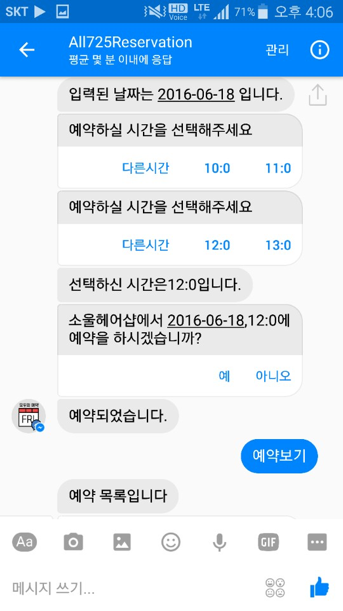 SKT HD Voice LTE 71% 오후 4:06
All725Reservation 관리
평균 몇 분 이내에 응답
입력된 날짜는 2016-06-18 입니다.
예약하실 시간을 선택해주세요
다른시간 10:0 11:0
예약하실 시간을 선택해주세요
다른시간 12:0 13:0
선택하신 시간은12:0입니다.
소울헤어샵에서 2016-06-18,12:0에
예약을 하시겠습니까?
예 아니오
FRI
예약되었습니다.
예약보기
예약 목록입니다
Aa GIF
메시지 쓰기...